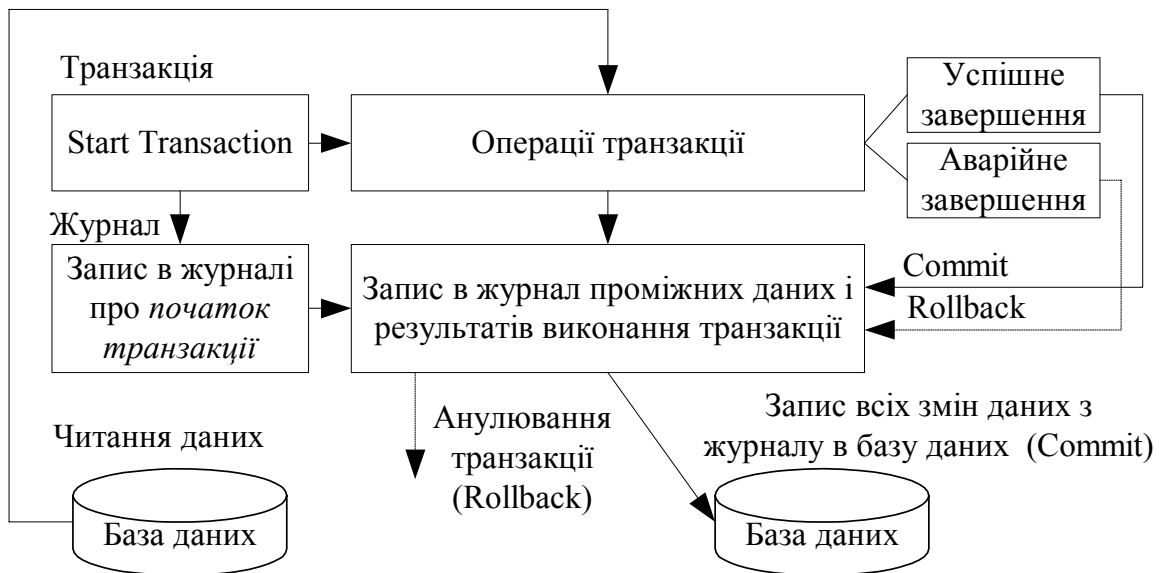 Транзакція
Start Transaction
Операції транзакції
Успішне
завершення
Аварійне
завершення
Журнал
Запис в журналі
про початок
транзакції
Запис в журнал проміжних даних і
результатів виконання транзакції
Commit
Rollback
Читання даних
База даних
Анулювання
транзакції
(Rollback)
Запис всіх змін даних з
журналу в базу даних (Commit)
База даних